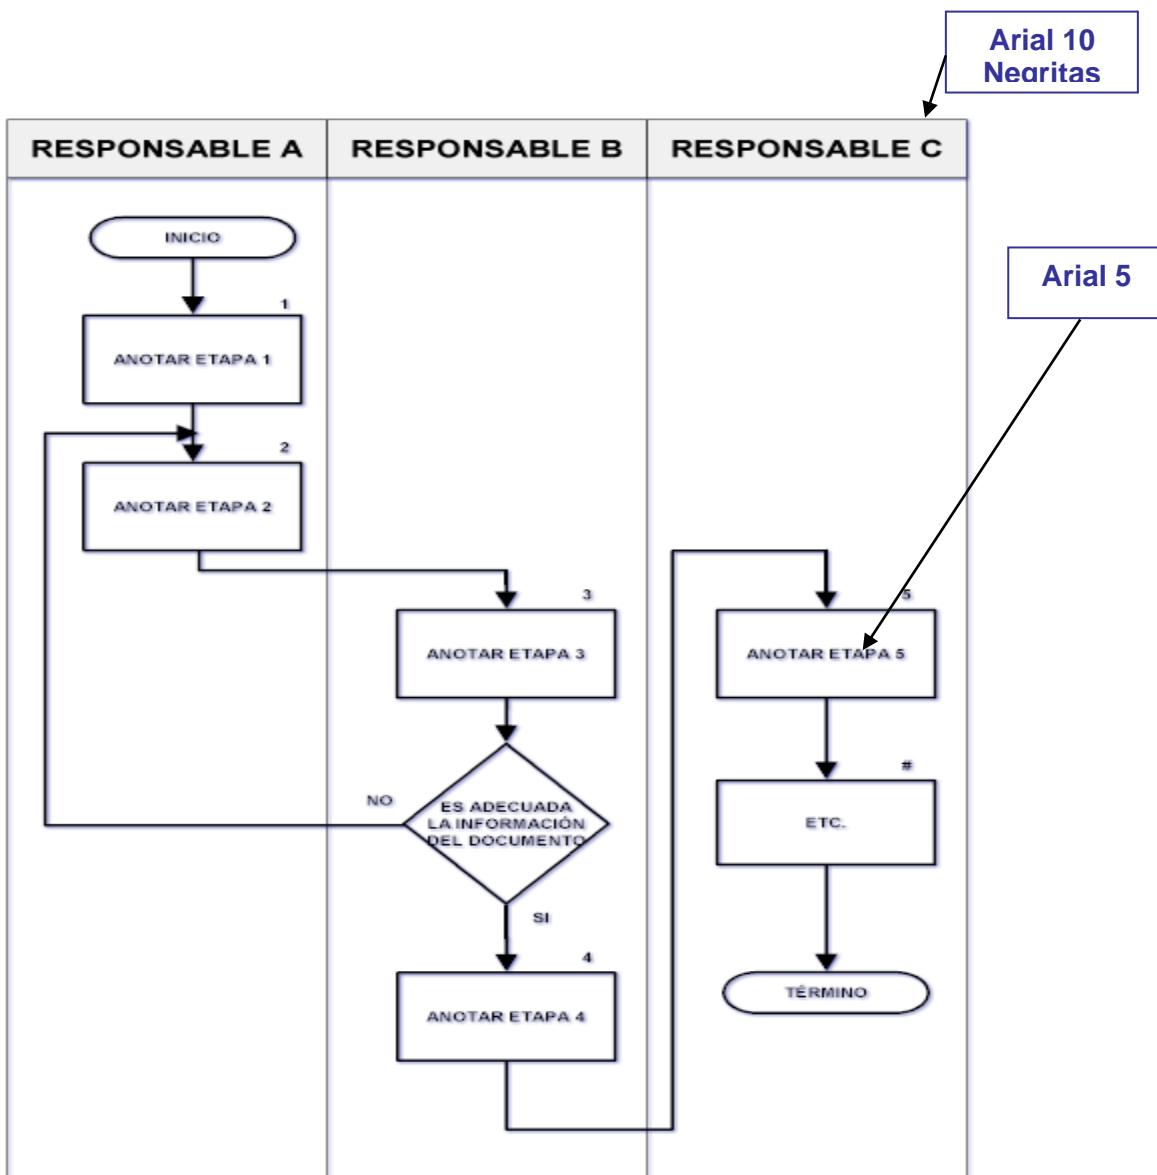 Arial 10
Negritas
RESPONSABLE A
RESPONSABLE B
RESPONSABLE C
INICIO
1
ANOTAR ETAPA 1
2
ANOTAR ETAPA 2
3
ANOTAR ETAPA 3
NO
ES ADECUADA
LA INFORMACIÓN
DEL DOCUMENTO
SI
4
ANOTAR ETAPA 4
Arial 5
5
ANOTAR ETAPA 5
#
ETC.
TÉRMINO